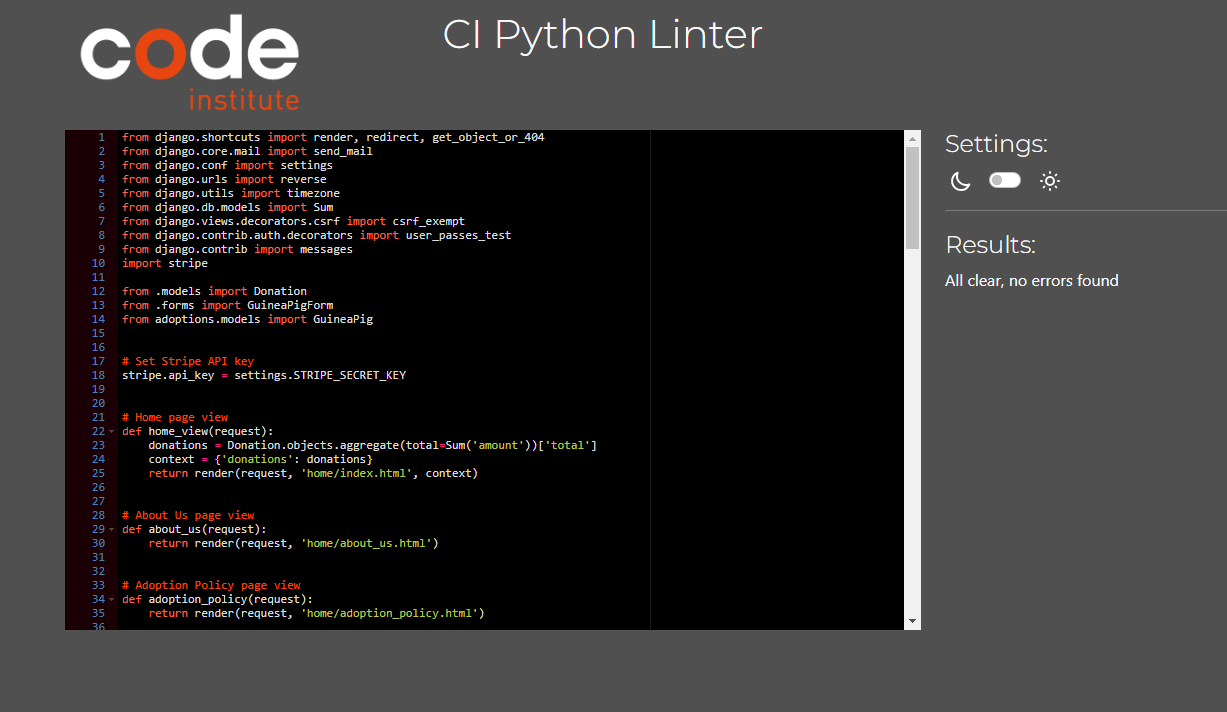 code
institute
CI Python Linter
1 from django.shortcuts import render, redirect, get_object_or_404
2 from django.core.mail import send_mail
3 from django.conf import settings
4 from django.urls import reverse
5 from django.utils import timezone
6 from django.db.models import Sum
7 from django.views.decorators.csrf import csrf_exempt
8 from django.contrib.auth.decorators import user_passes_test
9 from django.contrib import messages
10 import stripe
11
12 from .models import Donation
13 from .forms import GuineaPigForm
14 from adoptions.models import GuineaPig
15
16
17 # Set Stripe API key
18 stripe.api_key = settings.STRIPE_SECRET_KEY
19
20
21 # Home page view
22 def home_view(request):
23     donations = Donation.objects.aggregate(total=Sum('amount'))['total']
24     context = {'donations': donations}
25     return render(request, 'home/index.html', context)
26
27
28 # About Us page view
29 def about_us(request):
30     return render(request, 'home/about_us.html')
31
32
33 # Adoption Policy page view
34 def adoption_policy(request):
35     return render(request, 'home/adoption_policy.html')
36
Settings:
Results:
All clear, no errors found